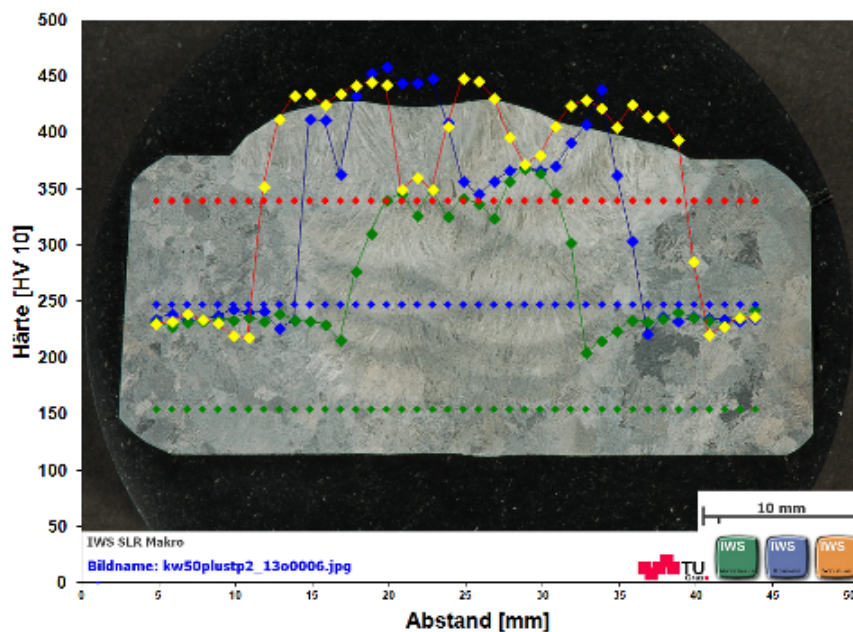 500
450
400
350
300
250
200
150
100
50
0
Härte [HV 10]
10 mm
IWS SLR Makro
Bildname: kw50plustp2_13o0006.jpg
TU
IWS
IWS
IWS
0 5 10 15 20 25 30 35 40 45 50
Abstand [mm]